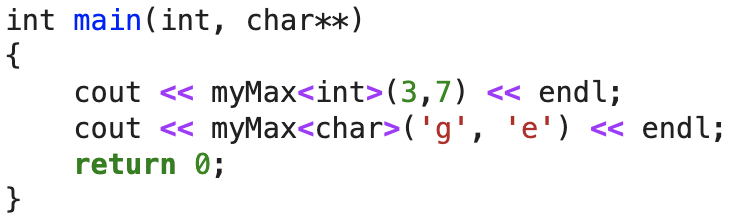 int main(int, char**)
{
    cout << myMax<int>(3,7) << endl;
    cout << myMax<char>('g', 'e') << endl;
    return 0;
}